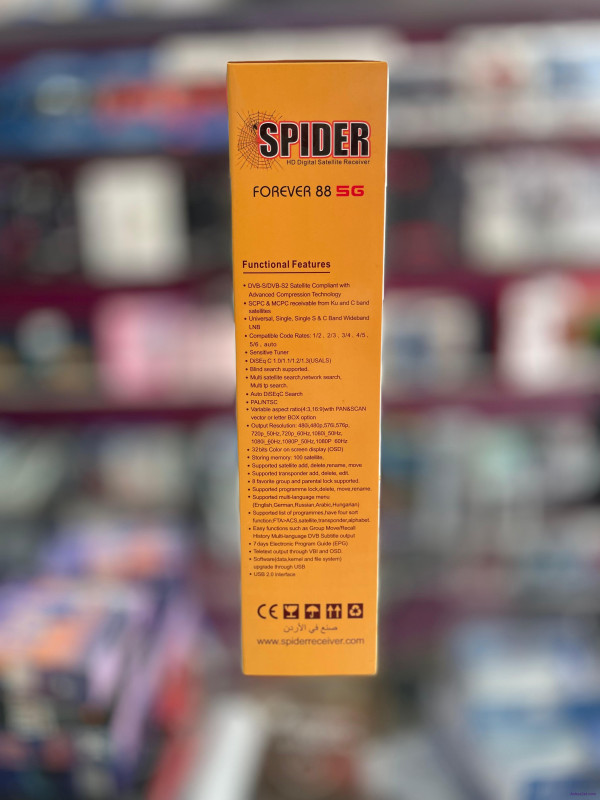 SPIDER
HD Digital Satellite Receiver
FOREVER 88 5G
Functional Features
• DVB-S/DVB-S2 Satellite Compliant with
Advanced Compression Technology
• SCPC & MCPC receivable from Ku and C band
satellites
• Universal, Single, Single S & C Band Wideband
LNB
• Compatible Code Rates: 1/2 , 2/3 , 3/4 , 4/5 ,
5/6 , auto
• Sensitive Tuner
• DiSEq C 1.0/1.1/1.2/1.3(USALS)
• Blind search supported.
• Multi-satellite search,network search,
Multi tp search.
• Auto DiSEqC Search
• PAL/NTSC
• Variable aspect ratio(4:3,16:9)with PAN&SCAN
vector or letter BOX option
• Output Resolution: 480i,480p,576i,576p,
720p_50Hz,720p_60Hz,1080i_50Hz,
1080i_60Hz,1080P_50Hz,1080P 60Hz
• 32bits Color on screen display (OSD)
• Storing memory: 100 satellite.
• Supported satellite add, delete,rename, move.
• Supported transponder add, delete, edit.
• 8 favorite group and parental lock supported.
• Supported programme lock,delete, move,rename.
• Supported multi-language menu
(English,German,Russian,Arabic,Hungarian)
• Supported list of programmes,have four sort
function:FTA>ACS,satellite,transponder,alphabet.
• Easy functions such as Group Move/Recall
History Multi-language DVB Subtitle output
• 7days Electronic Program Guide (EPG)
• Teletext output through VBI and OSD.
• Software(data,kernel and file system)
upgrade through USB
• USB 2.0 Interface.
CE
صنع في الأردن
www.spiderreceiver.com